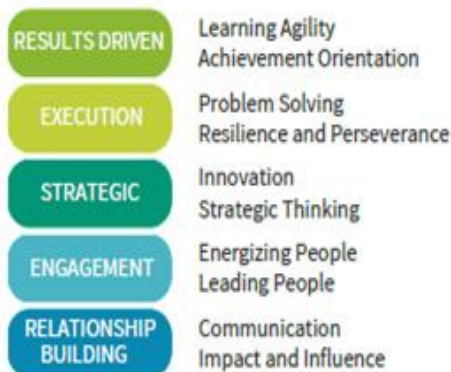 RESULTS DRIVEN
Learning Agility
Achievement Orientation
EXECUTION
Problem Solving
Resilience and Perseverance
STRATEGIC
Innovation
Strategic Thinking
ENGAGEMENT
Energizing People
Leading People
RELATIONSHIP
BUILDING
Communication
Impact and Influence